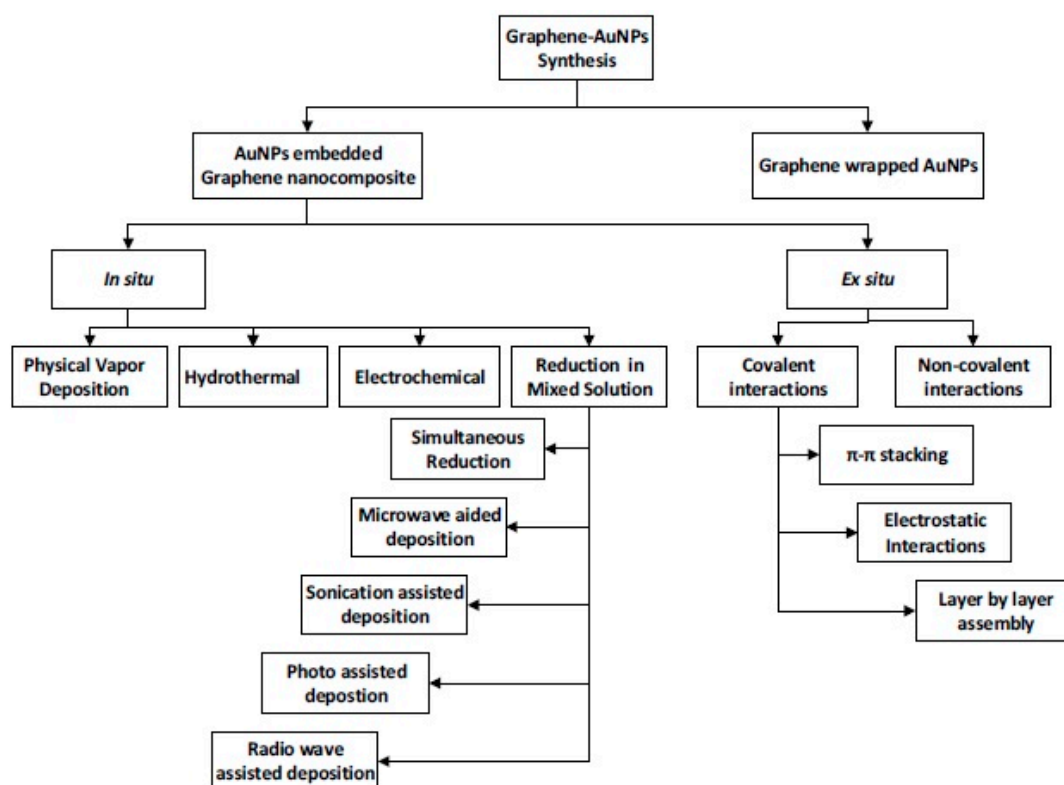 Graphene-AuNPs
Synthesis
AuNPs embedded
Graphene nanocomposite
Graphene wrapped AuNPs
In situ
Ex situ
Physical Vapor
Deposition
Hydrothermal
Electrochemical
Reduction in
Mixed Solution
Covalent
interactions
Non-covalent
interactions
Simultaneous
Reduction
π-π stacking
Microwave aided
deposition
Electrostatic
Interactions
Sonication assisted
deposition
Layer by layer
assembly
Photo assisted
depostion
Radio wave
assisted deposition